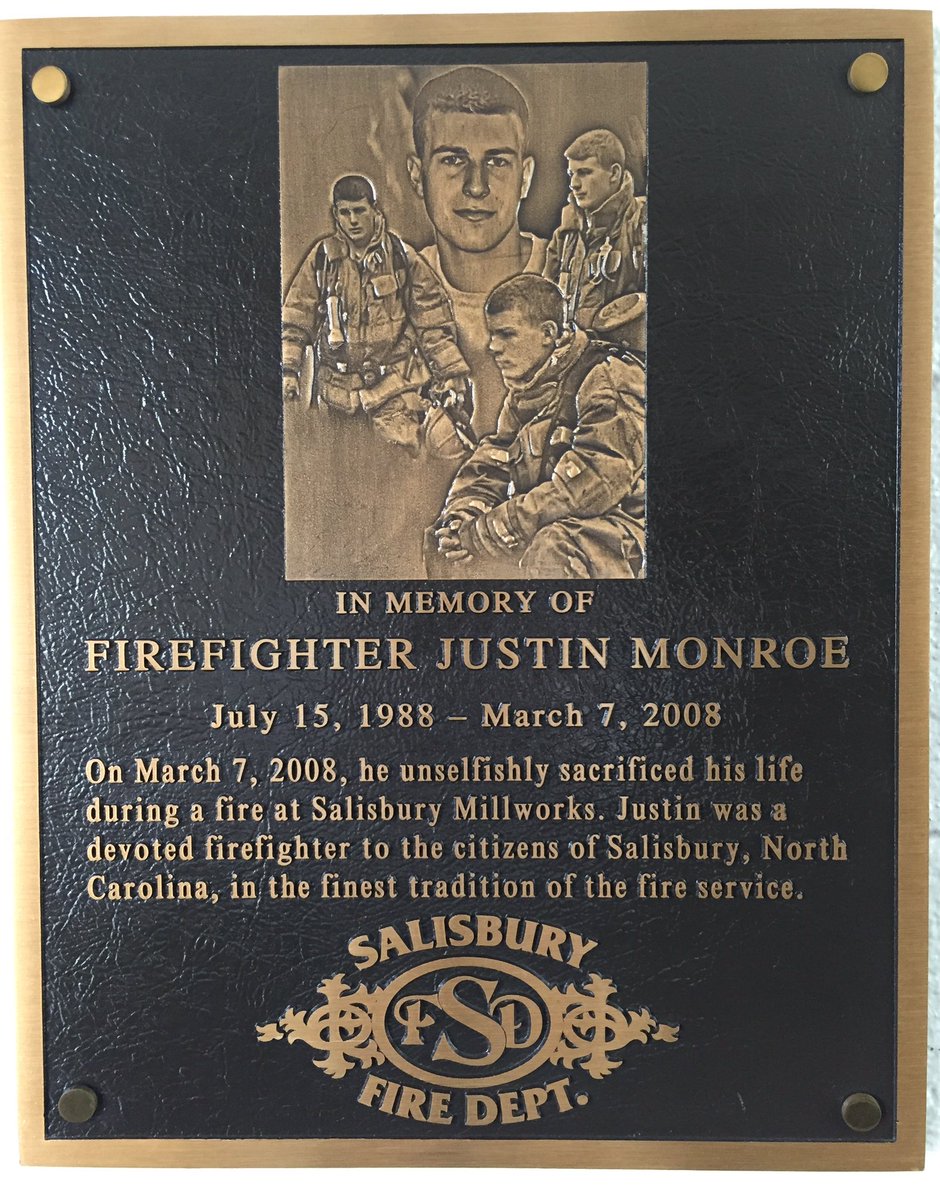 IN MEMORY OF
FIREFIGHTER JUSTIN MONROE
July 15, 1988 – March 7, 2008
On March 7, 2008, he unselfishly sacrificed his life
during a fire at Salisbury Millworks. Justin was a
devoted firefighter to the citizens of Salisbury, North
Carolina, in the finest tradition of the fire service.
SALISBURY
FSD
FIRE DEPT.